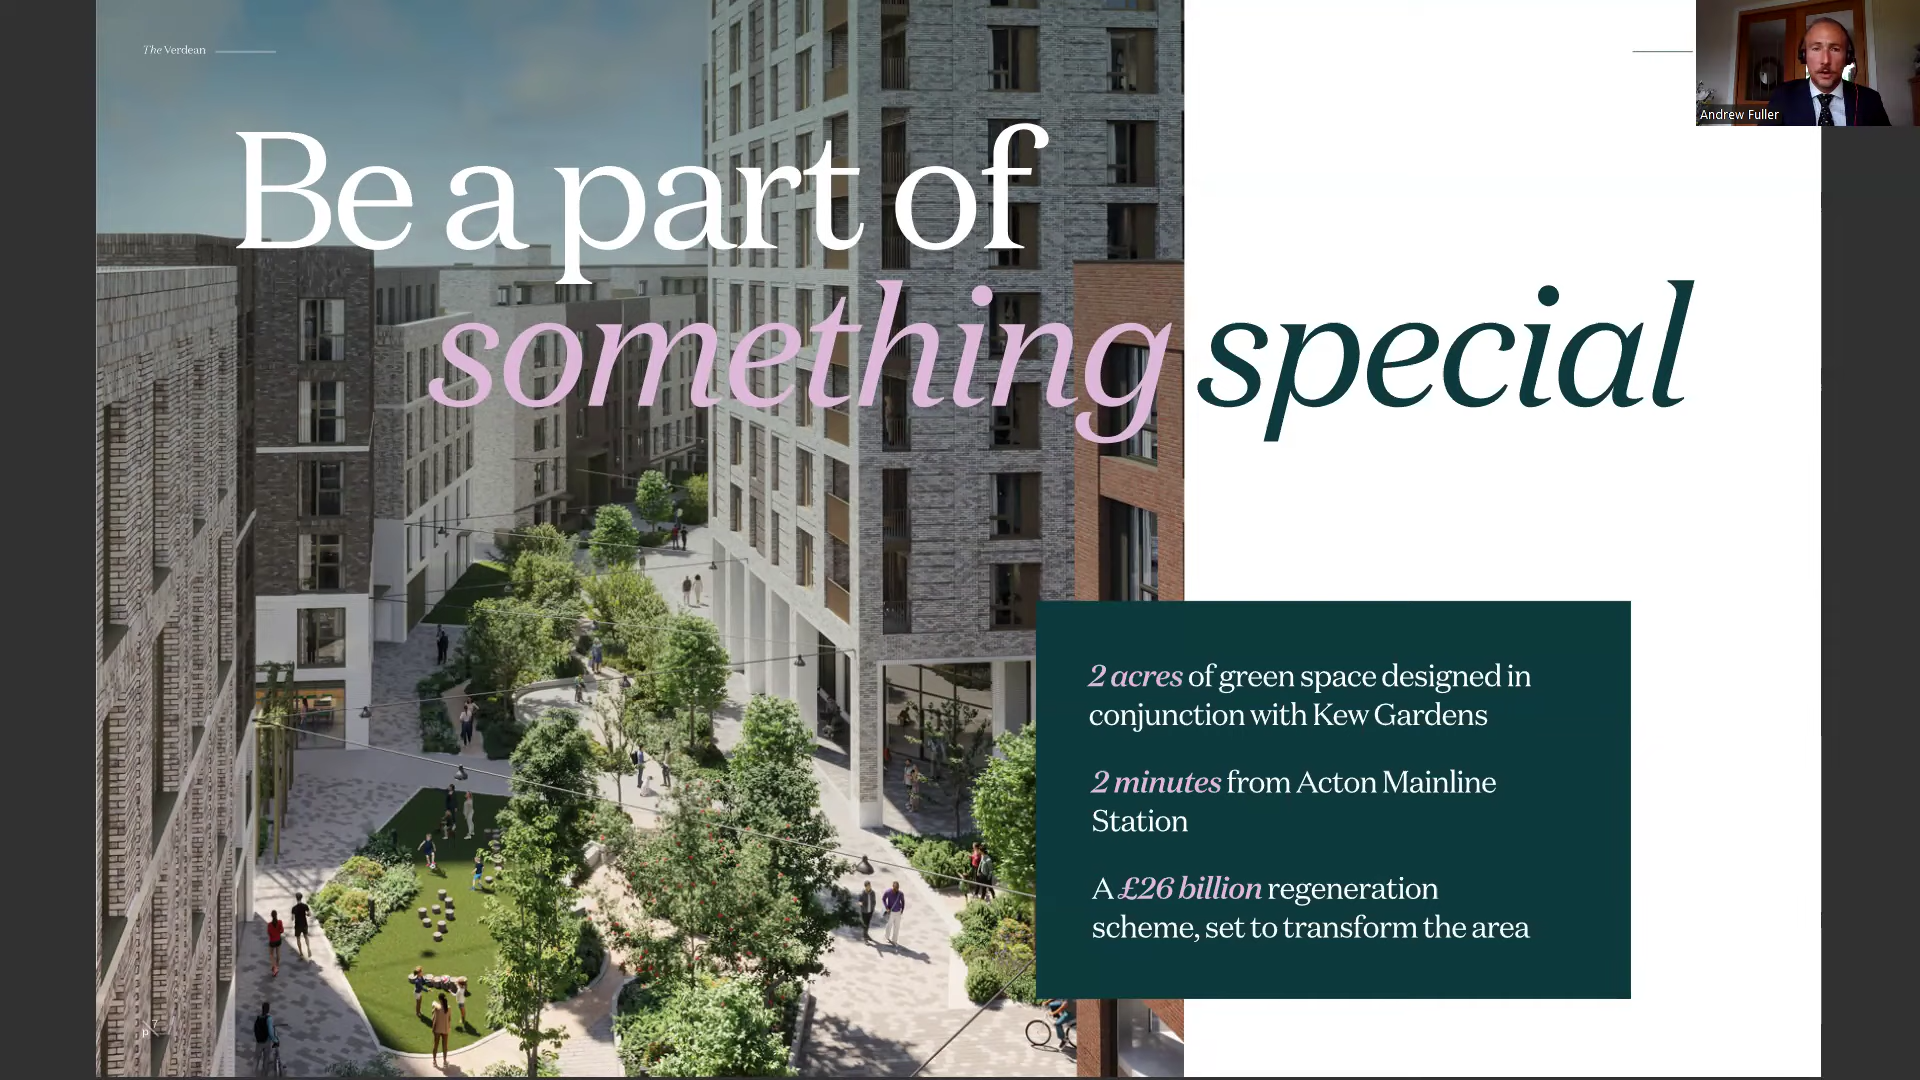 The Verdean
Andrew Fuller
Be a part of
something special
2 acres of green space designed in
conjunction with Kew Gardens
2 minutes from Acton Mainline
Station
A £26 billion regeneration
scheme, set to transform the area
p 7